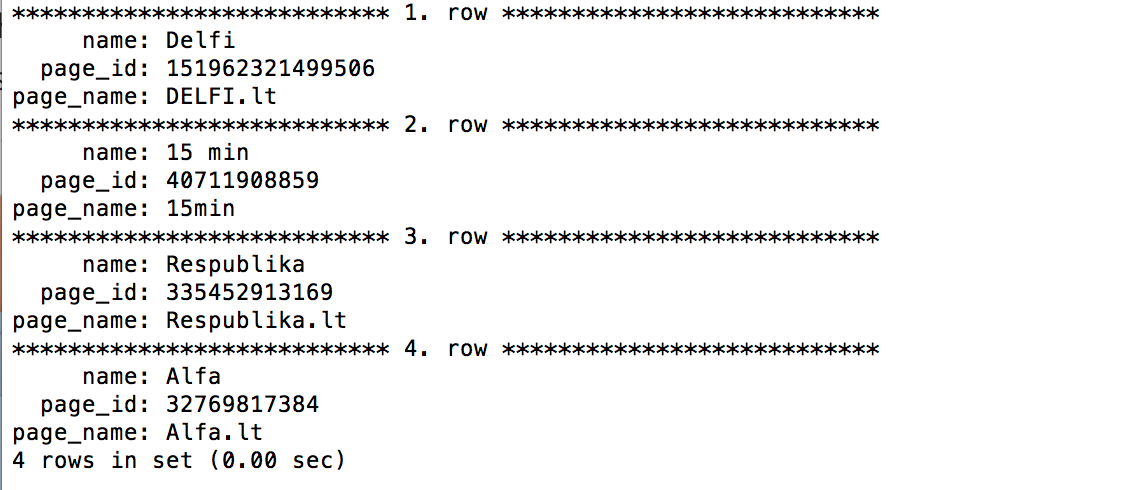 *************************** 1. row ***************************
     name: Delfi
  page_id: 151962321499506
page_name: DELFI.lt
*************************** 2. row ***************************
     name: 15 min
  page_id: 40711908859
page_name: 15min
*************************** 3. row ***************************
     name: Respublika
  page_id: 335452913169
page_name: Respublika.lt
*************************** 4. row ***************************
     name: Alfa
  page_id: 32769817384
page_name: Alfa.lt
4 rows in set (0.00 sec)